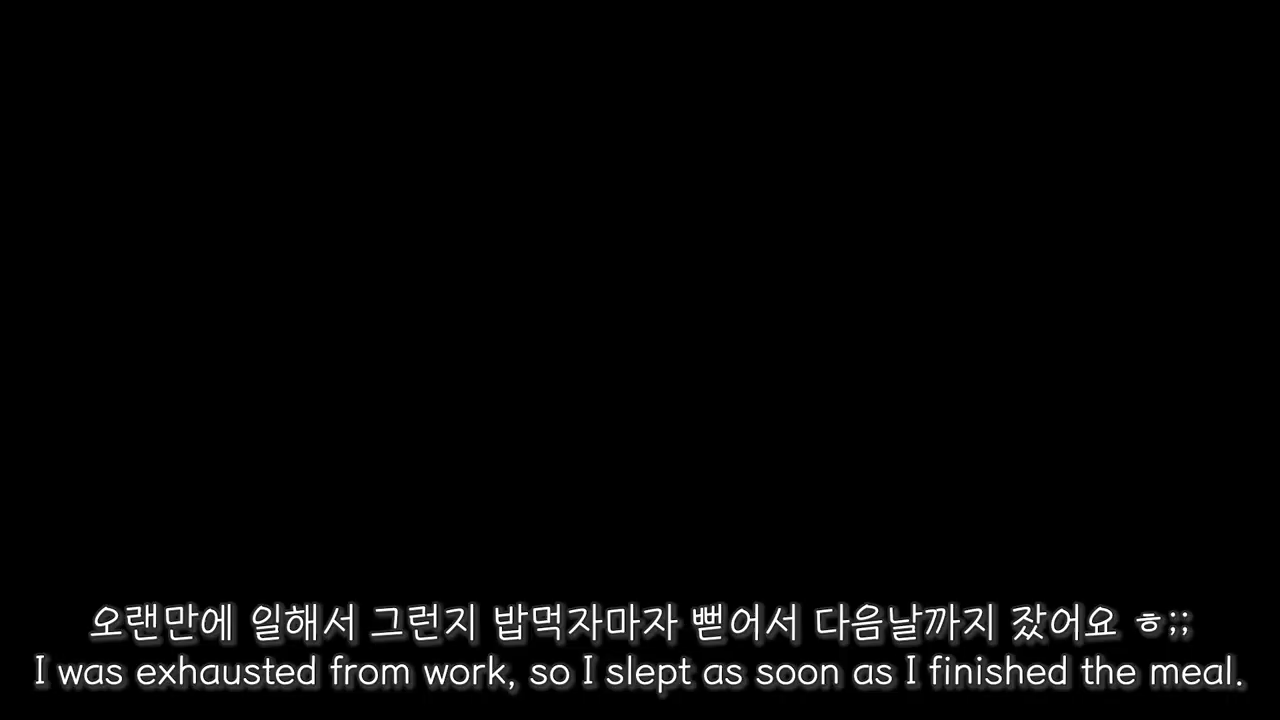 오랜만에 일해서 그런지 밥먹자마자 뻗어서 다음날까지 잤어요 ㅎ;;
I was exhausted from work, so I slept as soon as I finished the meal.